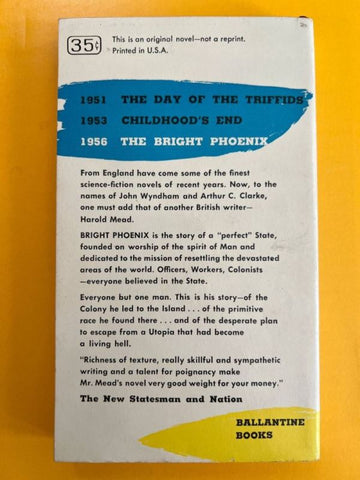 35¢
This is an original novel—not a reprint.
Printed in U.S.A.
1951 THE DAY OF THE TRIFFIDS
1953 CHILDHOOD'S END
1956 THE BRIGHT PHOENIX
From England have come some of the finest
science-fiction novels of recent years. Now, to the
names of John Wyndham and Arthur C. Clarke,
one must add that of another British writer—
Harold Mead.
BRIGHT PHOENIX is the story of a "perfect" State,
founded on worship of the spirit of Man and
dedicated to the mission of resettling the devastated
areas of the world. Officers, Workers, Colonists
—everyone believed in the State.
Everyone but one man. This is his story—of the
Colony he led to the Island . . . of the primitive
race he found there . . . and of the desperate plan
to escape from a Utopia that had become
a living hell.
"Richness of texture, really skillful and sympathetic
writing and a talent for poignancy make
Mr. Mead's novel very good weight for your money."
The New Statesman and Nation
BALLANTINE
BOOKS